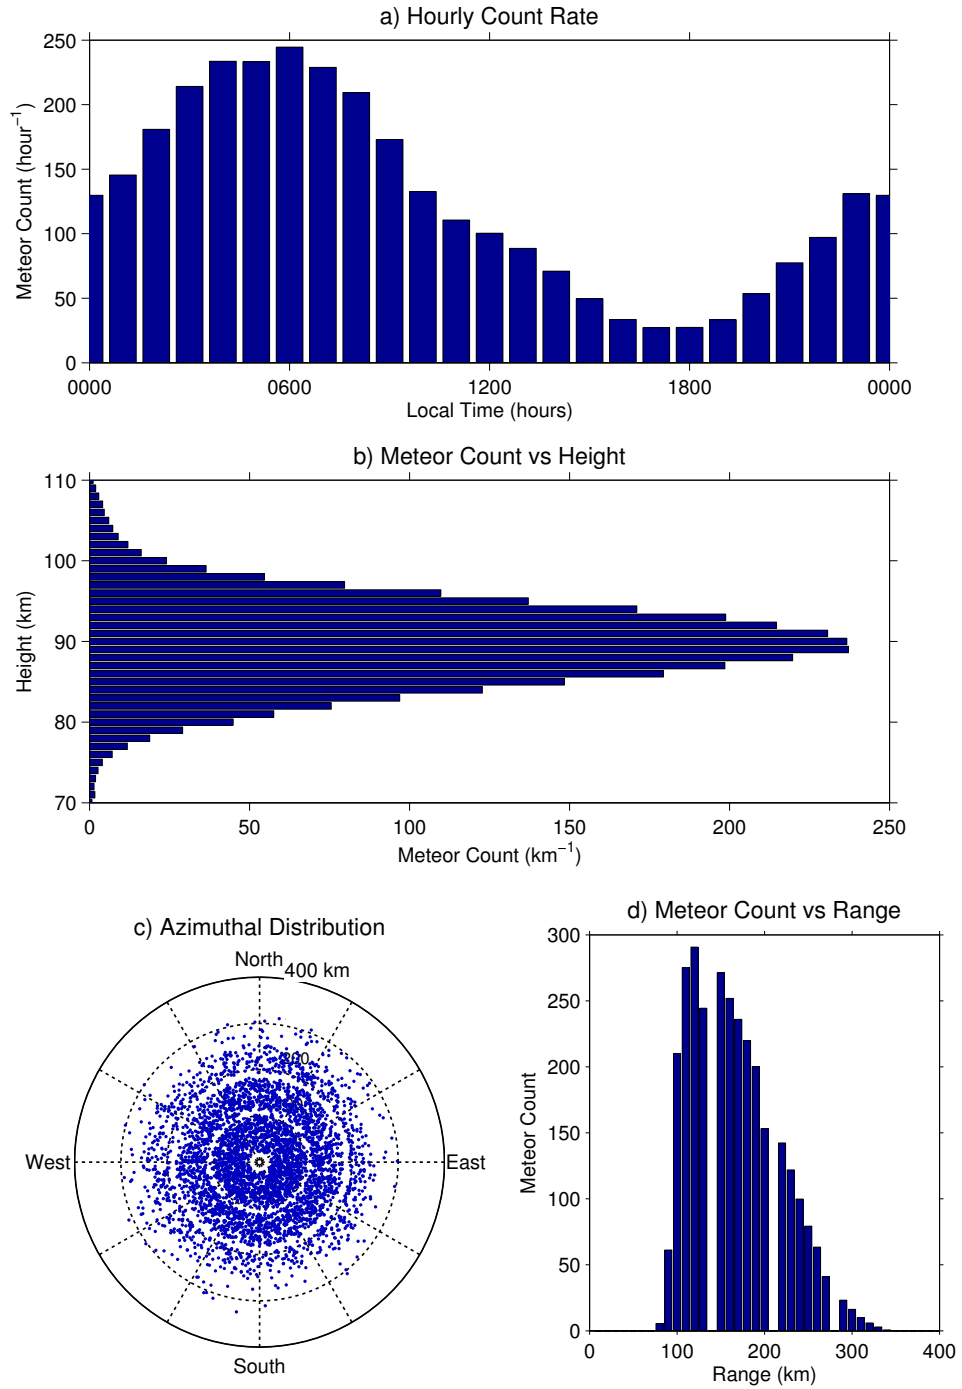 a) Hourly Count Rate
250
200
150
100
50
0
Meteor Count (hour⁻¹)
0000 0600 1200 1800 0000
Local Time (hours)
b) Meteor Count vs Height
110
100
90
80
70
Height (km)
0 50 100 150 200 250
Meteor Count (km⁻¹)
c) Azimuthal Distribution
North
400 km
200
West
East
South
d) Meteor Count vs Range
300
250
200
150
100
50
0
Meteor Count
0 100 200 300 400
Range (km)